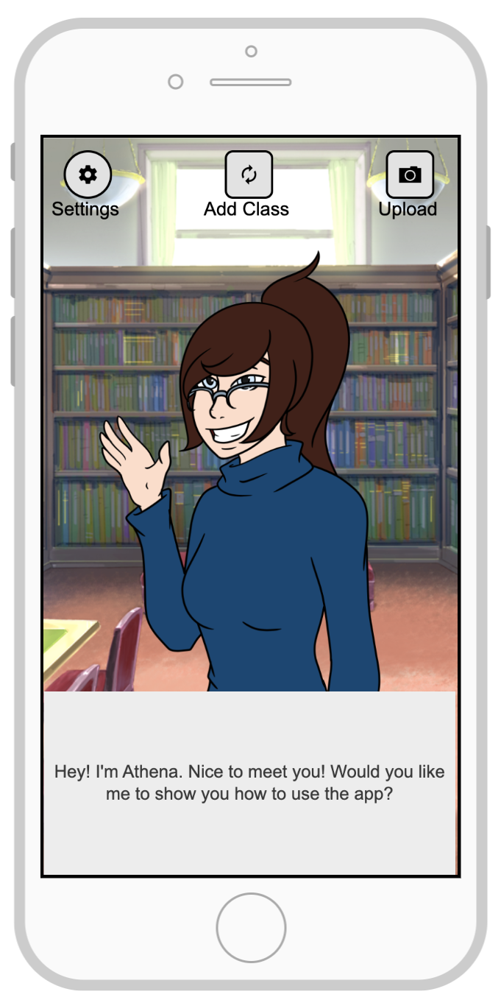 Settings
Add Class
Upload
Hey! I'm Athena. Nice to meet you! Would you like
me to show you how to use the app?